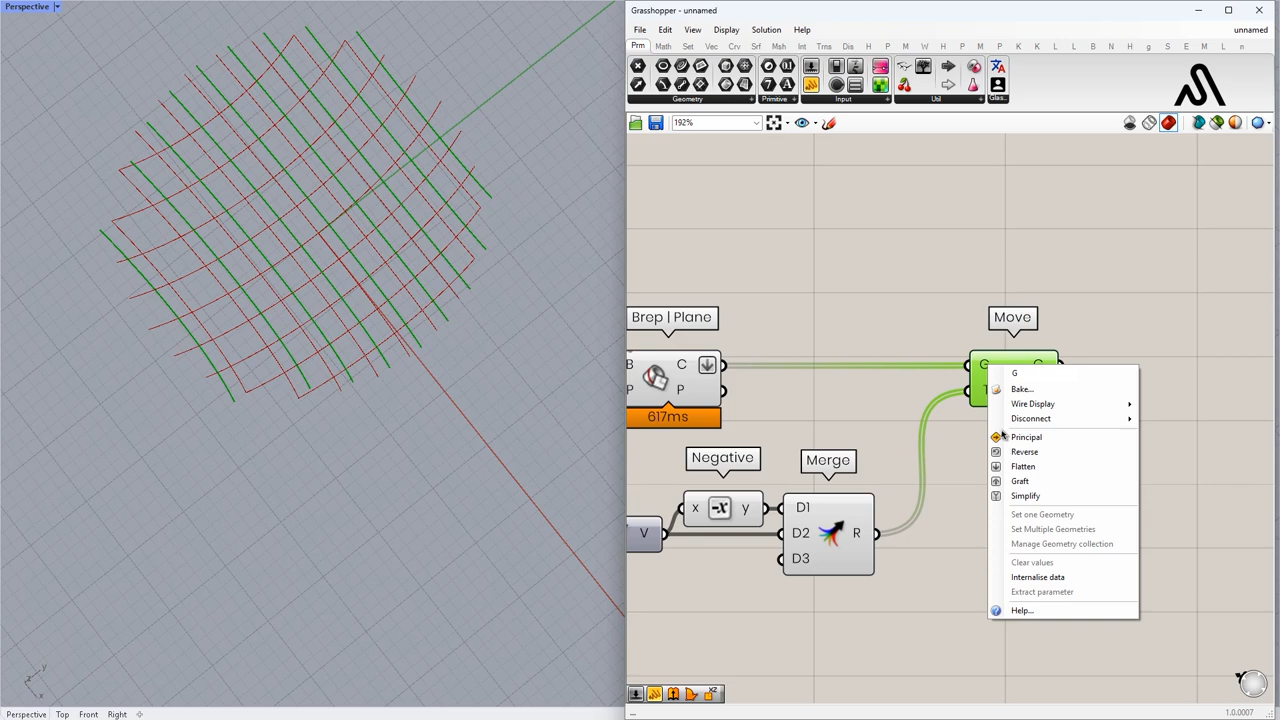 Perspective
Grasshopper - unnamed
File Edit View Display Solution Help
unnamed
Prm Math Set Vec Crv Srf Msh Int Trns Dis H P M W H P M P K K C L B N H g S E M L n
Geometry
Primitive
Input
Util
Glas..
192%
Brep | Plane
B C
P P
617ms
Negative
x -x y
V
Merge
D1
D2 R
D3
Move
G
Bake...
Wire Display
Disconnect
Principal
Reverse
Flatten
Graft
Simplify
Set one Geometry
Set Multiple Geometries
Manage Geometry collection
Clear values
Internalise data
Extract parameter
Help...
y
z
x
Perspective Top Front Right
...
1.0.0007